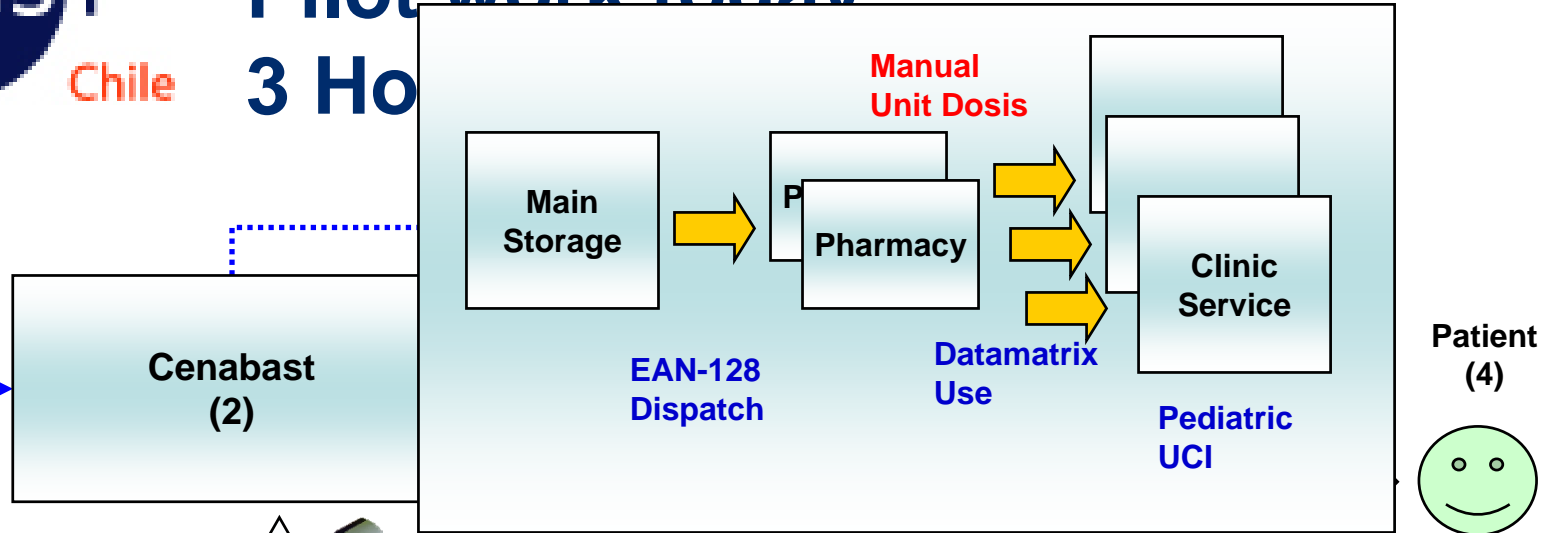 Chile
3 Ho
Manual
Unit Dosis
Main
Storage
P
Pharmacy
Clinic
Service
Cenabast
(2)
EAN-128
Dispatch
Datamatrix
Use
Pediatric
UCI
Patient
(4)